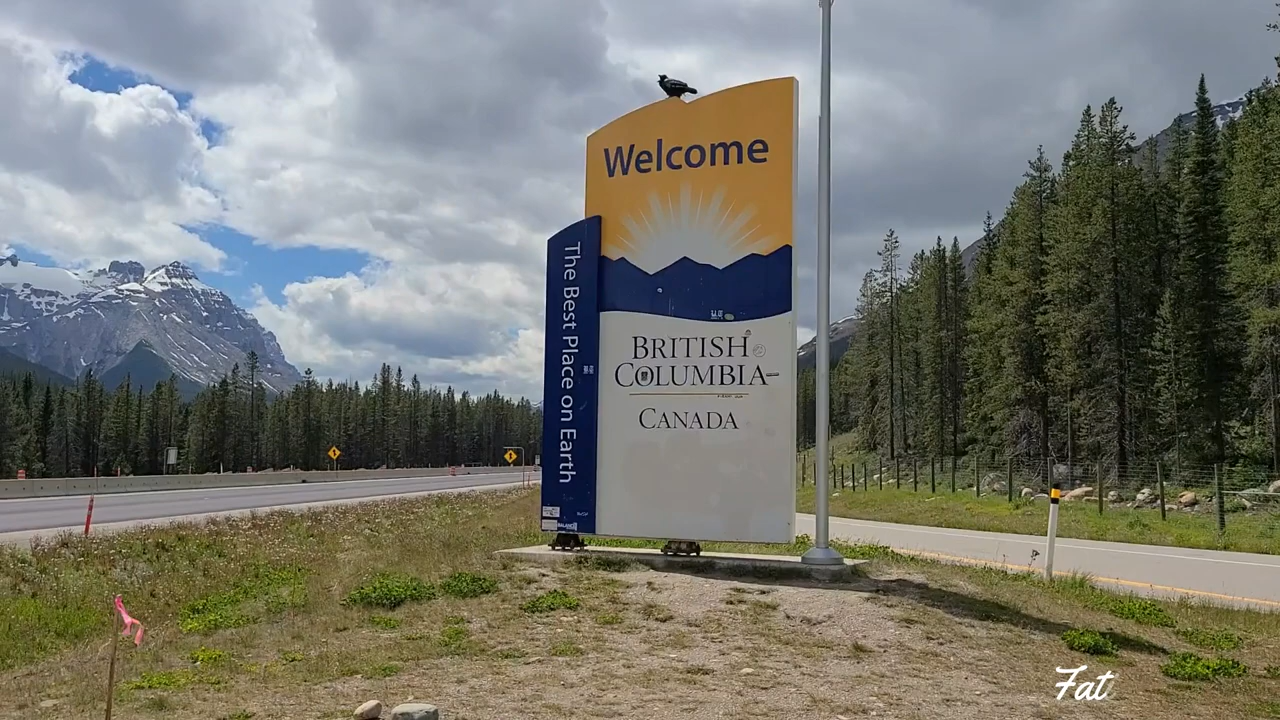 Welcome
The Best Place on Earth
BRITISH
COLUMBIA
CANADA
Fat